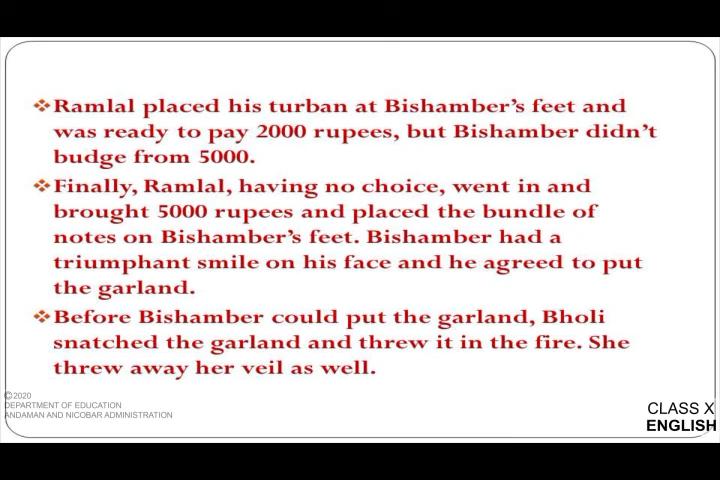 ❖Ramlal placed his turban at Bishamber’s feet and
was ready to pay 2000 rupees, but Bishamber didn’t
budge from 5000.
❖Finally, Ramlal, having no choice, went in and
brought 5000 rupees and placed the bundle of
notes on Bishamber’s feet. Bishamber had a
triumphant smile on his face and he agreed to put
the garland.
❖Before Bishamber could put the garland, Bholi
snatched the garland and threw it in the fire. She
threw away her veil as well.
©2020
DEPARTMENT OF EDUCATION
ANDAMAN AND NICOBAR ADMINISTRATION
CLASS X
ENGLISH